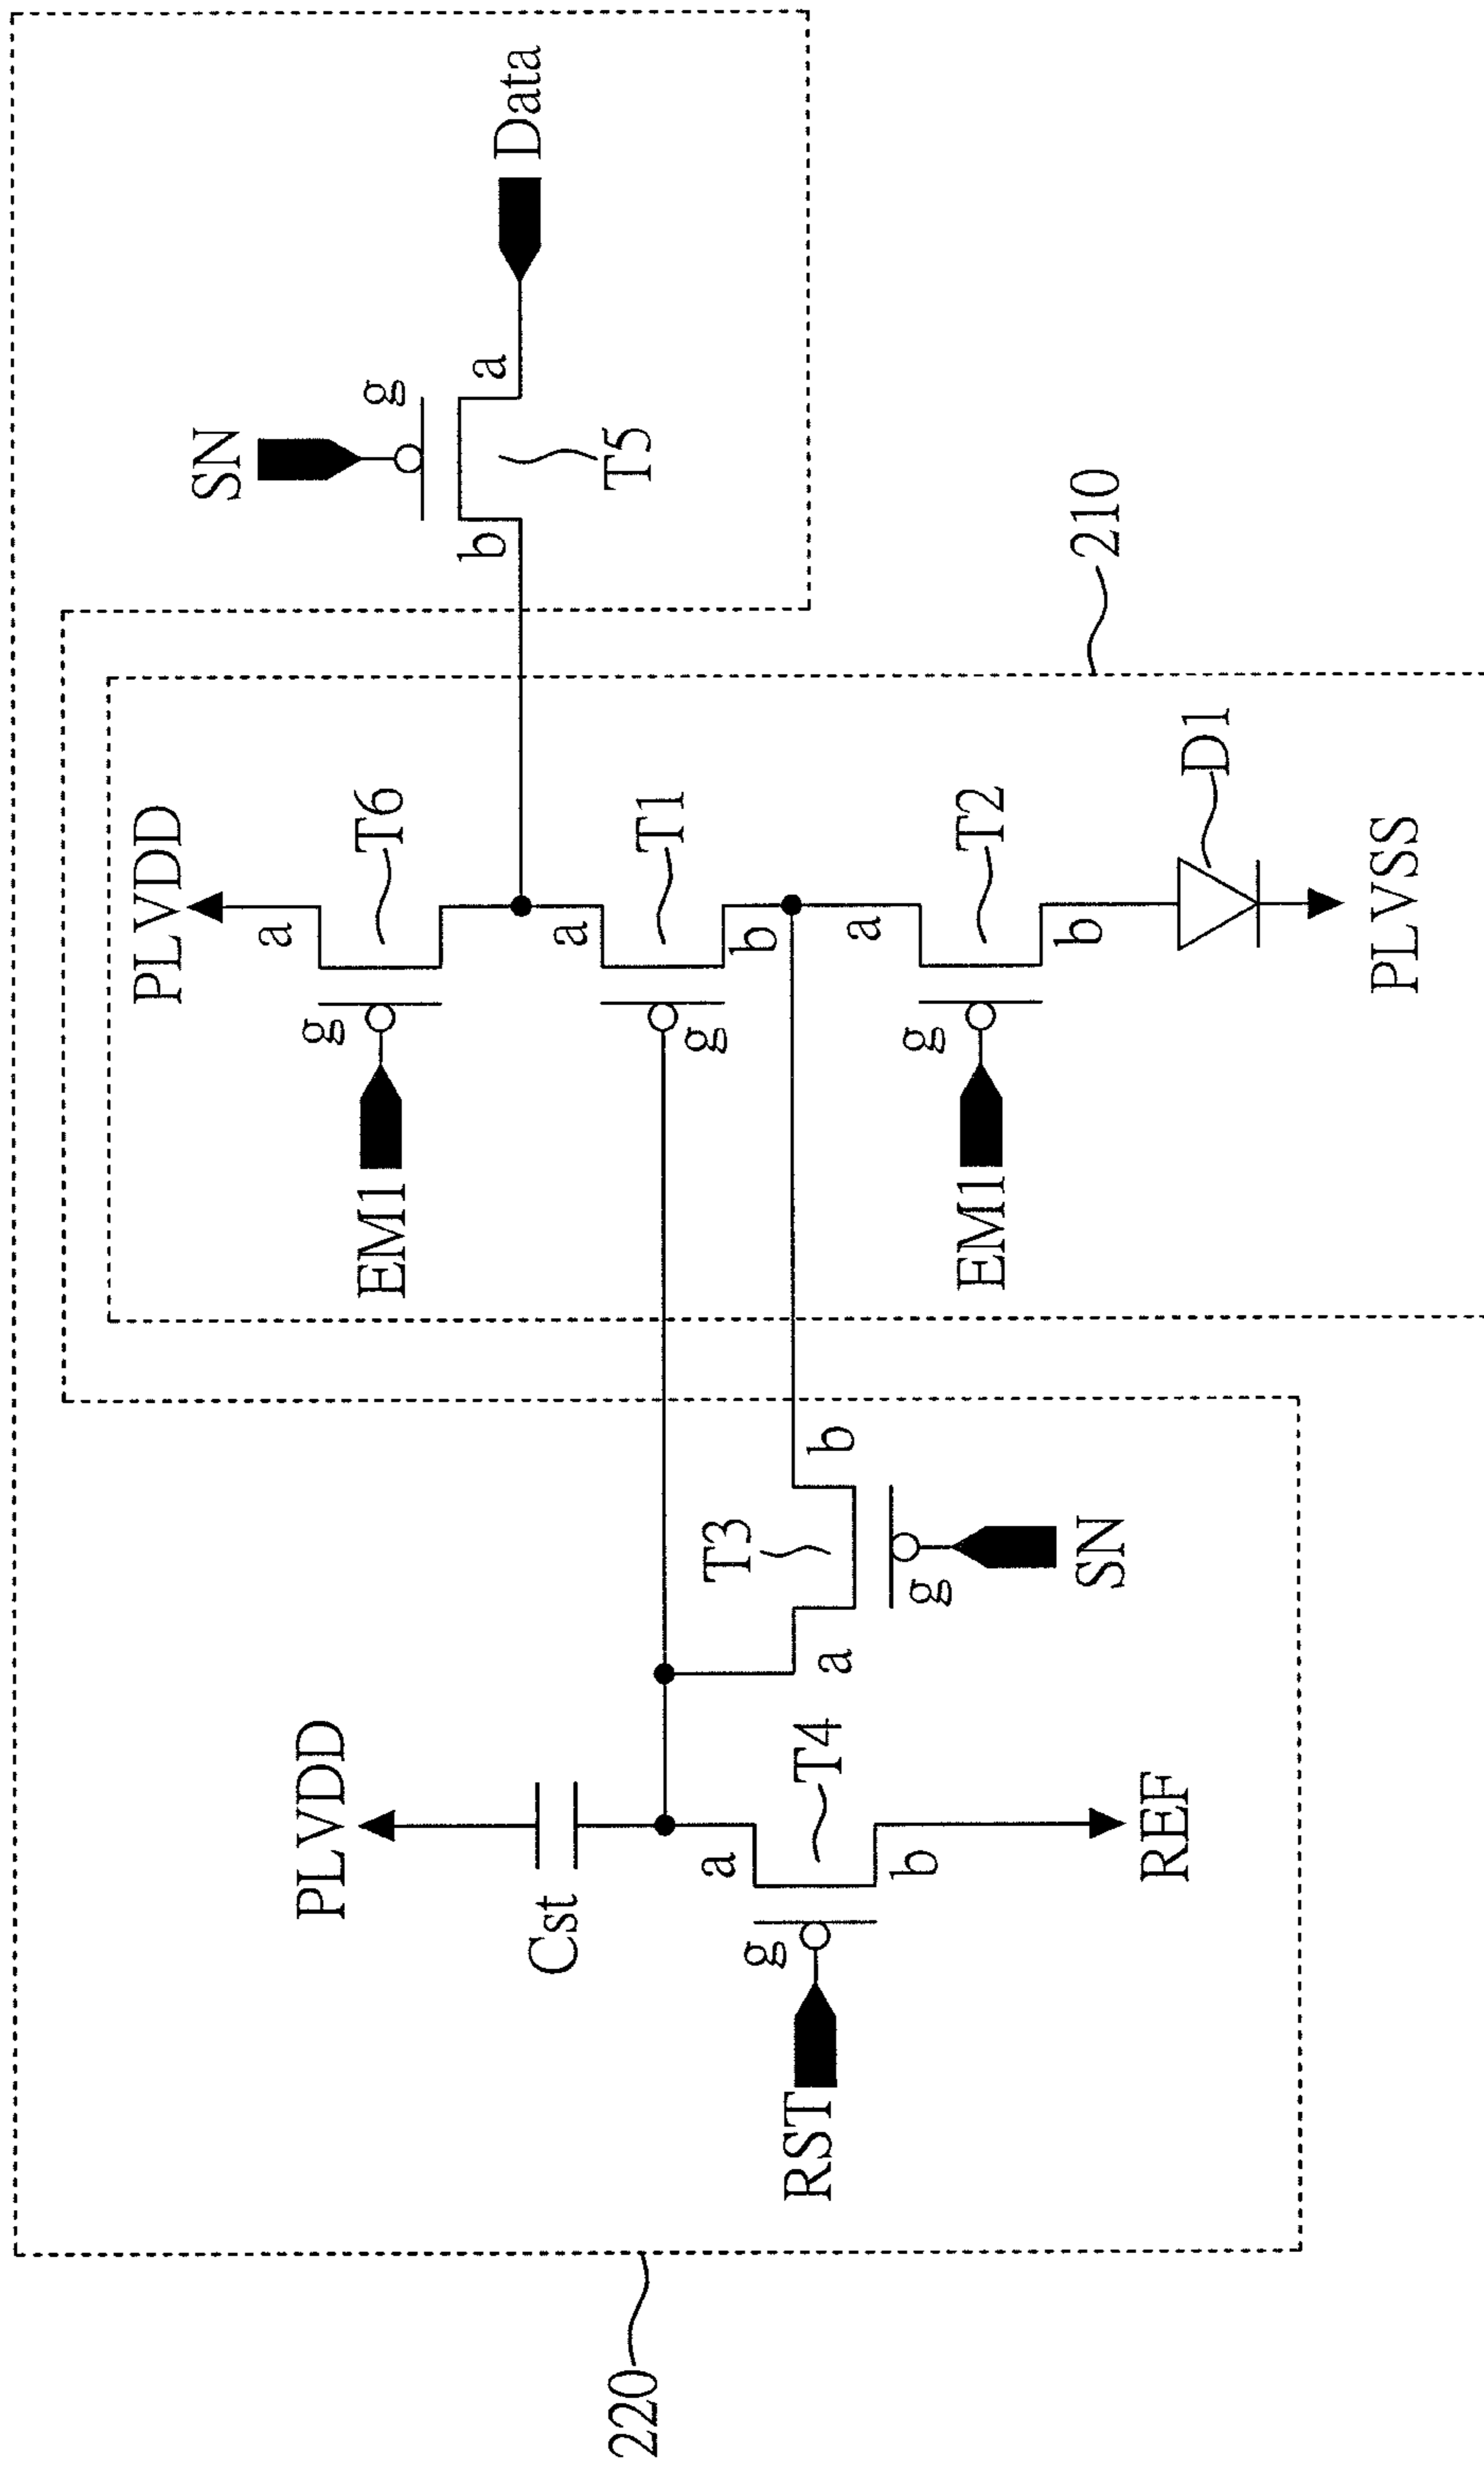 SN
g
a
Data
b
T5
210
PLVDD
a
T6
g
EM1
a
T1
b
g
a
T2
b
g
EM1
D1
PLVSS
T3
b
a
g
SN
PLVDD
Cst
a
T4
b
g
RST
REF
220